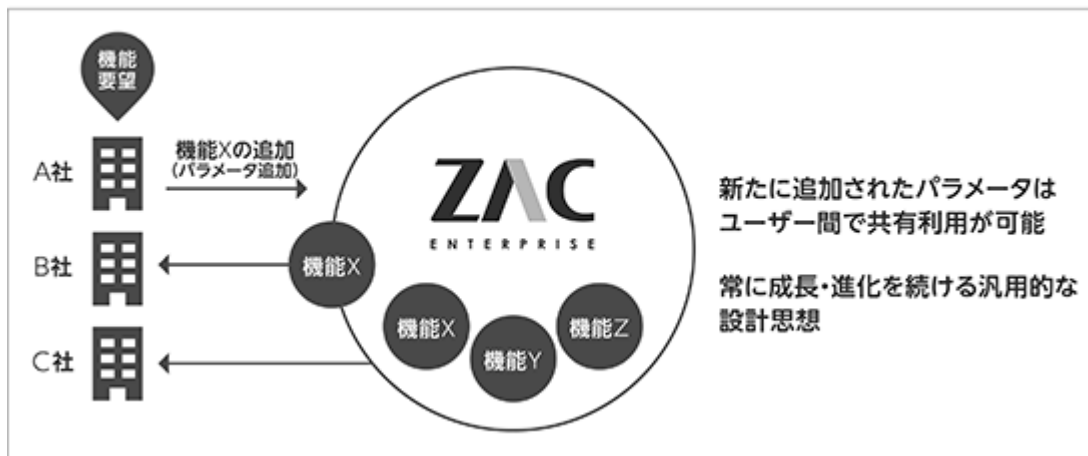 機能
要望
A社
機能Xの追加
(パラメータ追加)
B社
C社
機能X
ZAC
ENTERPRISE
機能X
機能Y
機能Z
新たに追加されたパラメータは
ユーザー間で共有利用が可能
常に成長・進化を続ける汎用的な
設計思想